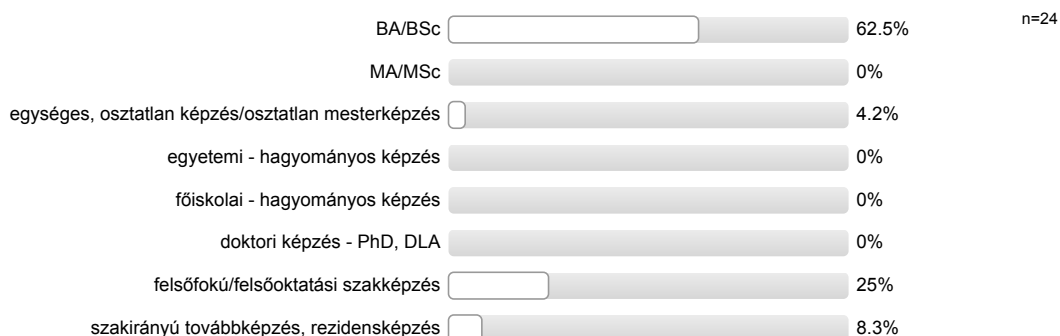 BA/BSc 62.5% n=24
MA/MSc 0%
egységes, osztatlan képzés/osztatlan mesterképzés 4.2%
egyetemi - hagyományos képzés 0%
főiskolai - hagyományos képzés 0%
doktori képzés - PhD, DLA 0%
felsőfokú/felsőoktatási szakképzés 25%
szakirányú továbbképzés, rezidensképzés 8.3%